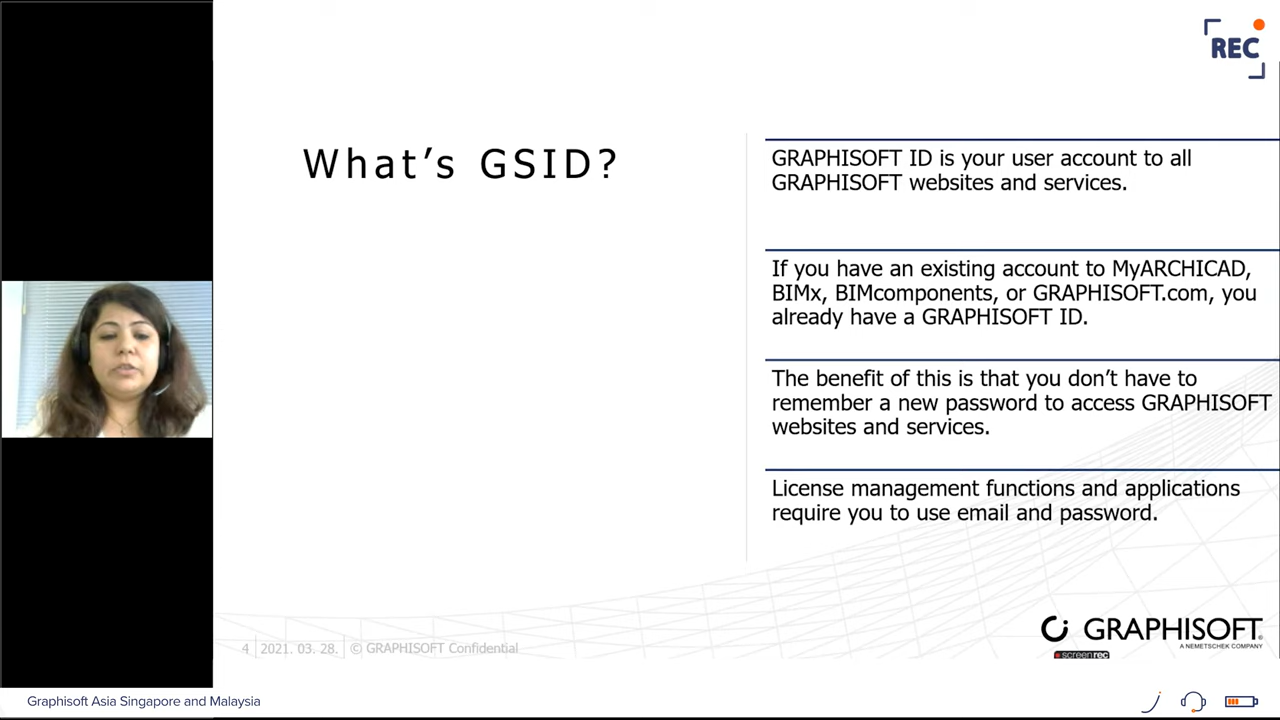 REC
What's GSID?
GRAPHISOFT ID is your user account to all
GRAPHISOFT websites and services.
If you have an existing account to MyARCHICAD,
BIMx, BIMcomponents, or GRAPHISOFT.com, you
already have a GRAPHISOFT ID.
The benefit of this is that you don't have to
remember a new password to access GRAPHISOFT
websites and services.
License management functions and applications
require you to use email and password.
4 2021. 03. 28. © GRAPHISOFT Confidential
GRAPHISOFT®
A NEMETSCHEK COMPANY
screenrec
Graphisoft Asia Singapore and Malaysia